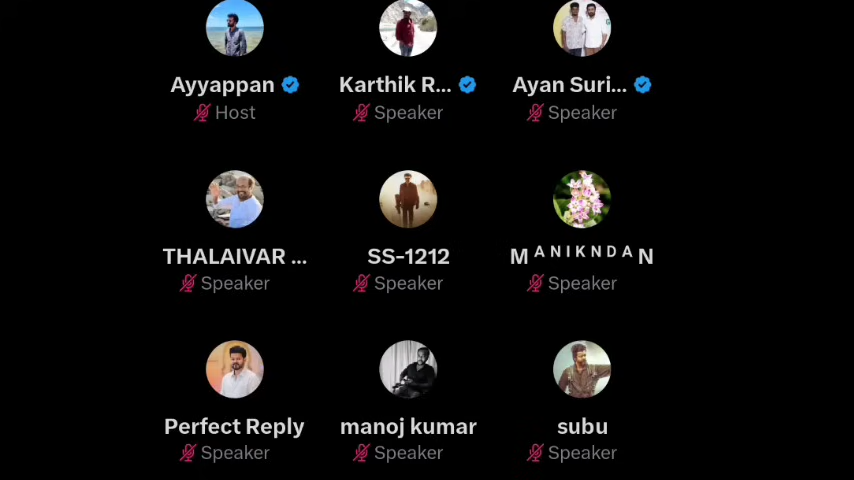 Ayyappan Karthik R... Ayan Suri...
Host Speaker Speaker
THALAIVAR ... SS-1212 M ᴬ ᴺ ᴵ ᴷ ᴺ ᴰ ᴬ N
Speaker Speaker Speaker
Perfect Reply manoj kumar subu
Speaker Speaker Speaker